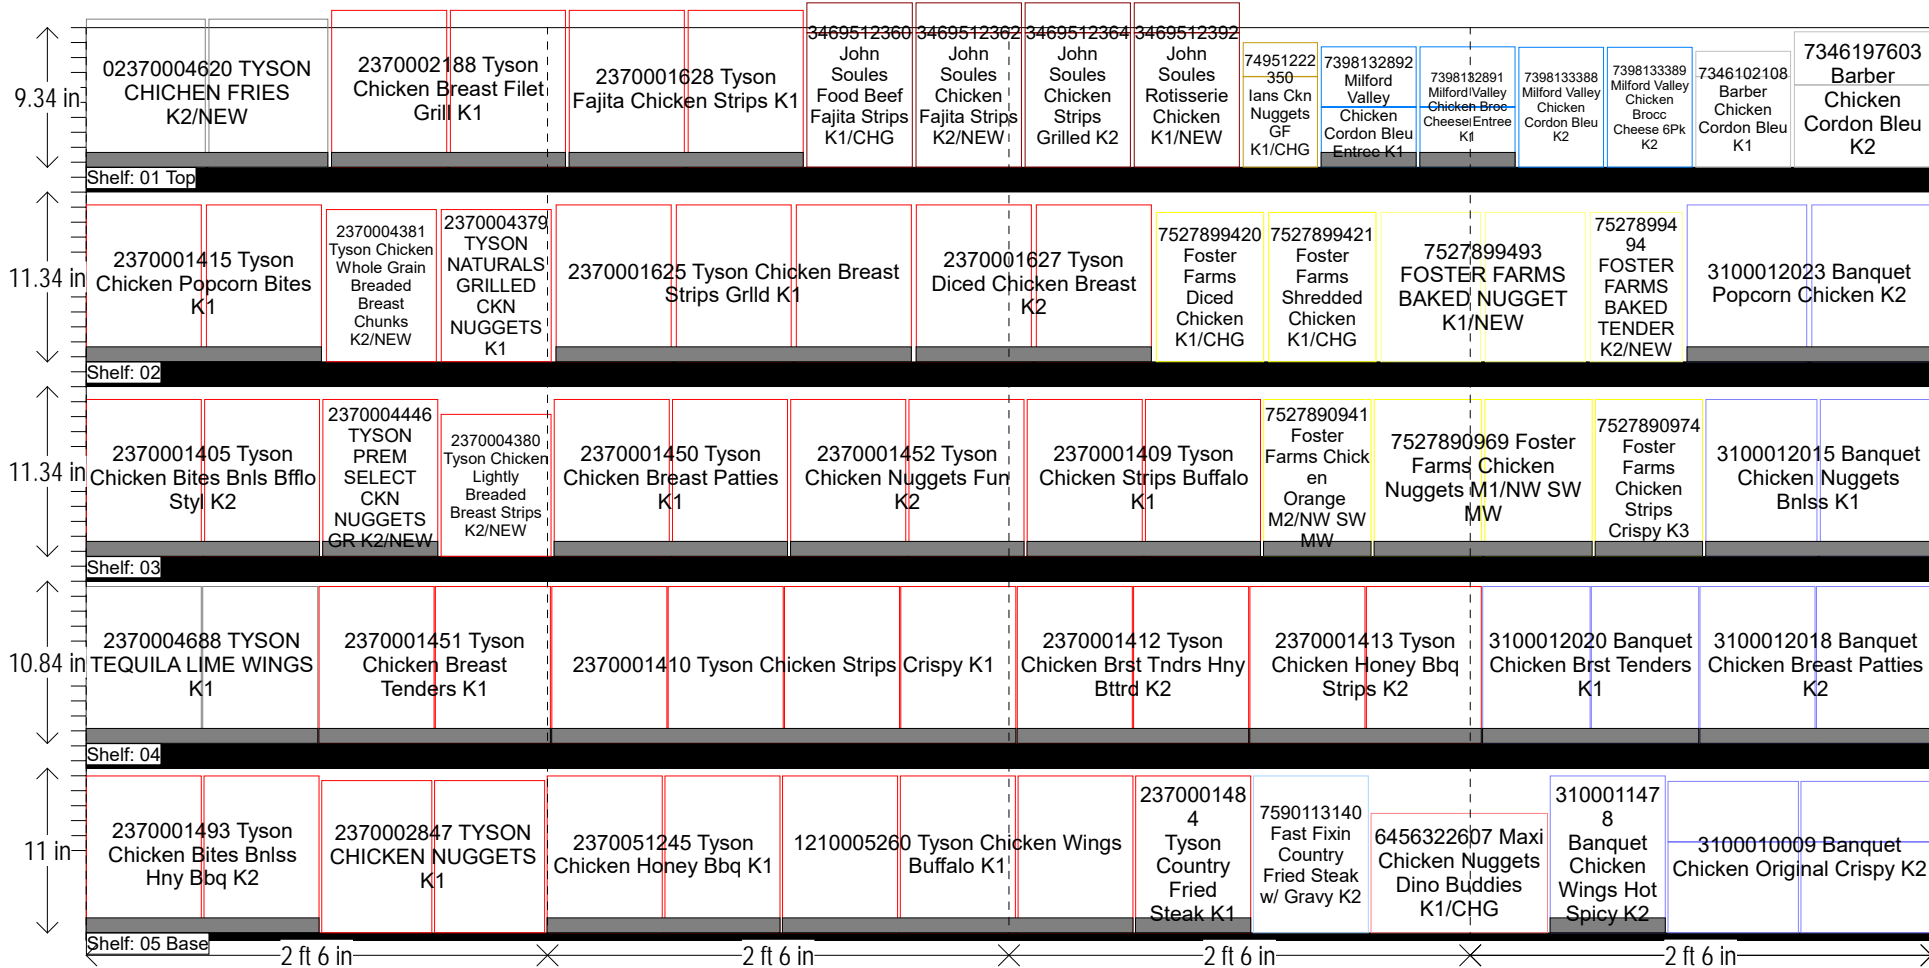 9.34 in
02370004620 TYSON
CHICHEN FRIES
K2/NEW
2370002188 Tyson
Chicken Breast Filet
Grill K1
2370001628 Tyson
Fajita Chicken Strips K1
3469512360
John
Soules
Food Beef
Fajita Strips
K1/CHG
3469512362
John
Soules
Chicken
Fajita Strips
K2/NEW
3469512364
John
Soules
Chicken
Strips
Grilled K2
3469512392
John
Soules
Rotisserie
Chicken
K1/NEW
74951222
350
Ians Ckn
Nuggets
GF
K1/CHG
7398132892
Milford
Valley
Chicken
Cordon Bleu
Entree K1
7398132891
Milford Valley
Chicken Broc
Cheese Entree
K1
7398133388
Milford Valley
Chicken
Cordon Bleu
K2
7398133389
Milford Valley
Chicken
Brocc
Cheese 6Pk
K2
7346102108
Barber
Chicken
Cordon Bleu
K1
7346197603
Barber
Chicken
Cordon Bleu
K2
Shelf: 01 Top
11.34 in
2370001415 Tyson
Chicken Popcorn Bites
K1
2370004381
Tyson Chicken
Whole Grain
Breaded
Breast
Chunks
K2/NEW
2370004379
TYSON
NATURALS
GRILLED
CKN
NUGGETS
K1
2370001625 Tyson Chicken Breast
Strips Grlld K1
2370001627 Tyson
Diced Chicken Breast
K2
7527899420
Foster
Farms
Diced
Chicken
K1/CHG
7527899421
Foster
Farms
Shredded
Chicken
K1/CHG
7527899493
FOSTER FARMS
BAKED NUGGET
K1/NEW
75278994
94
FOSTER
FARMS
BAKED
TENDER
K2/NEW
3100012023 Banquet
Popcorn Chicken K2
Shelf: 02
11.34 in
2370001405 Tyson
Chicken Bites Bnls Bfflo
Styl K2
2370004446
TYSON
PREM
SELECT
CKN
NUGGETS
GR K2/NEW
2370004380
Tyson Chicken
Lightly
Breaded
Breast Strips
K2/NEW
2370001450 Tyson
Chicken Breast Patties
K1
2370001452 Tyson
Chicken Nuggets Fun
K2
2370001409 Tyson
Chicken Strips Buffalo
K1
7527890941
Foster
Farms Chick
en
Orange
M2/NW SW
MW
7527890969 Foster
Farms Chicken
Nuggets M1/NW SW
MW
7527890974
Foster
Farms
Chicken
Strips
Crispy K3
3100012015 Banquet
Chicken Nuggets
Bnlss K1
Shelf: 03
10.84 in
2370004688 TYSON
TEQUILA LIME WINGS
K1
2370001451 Tyson
Chicken Breast
Tenders K1
2370001410 Tyson Chicken Strips Crispy K1
2370001412 Tyson
Chicken Brst Tndrs Hny
Bttrd K2
2370001413 Tyson
Chicken Honey Bbq
Strips K2
3100012020 Banquet
Chicken Brst Tenders
K1
3100012018 Banquet
Chicken Breast Patties
K2
Shelf: 04
11 in
2370001493 Tyson
Chicken Bites Bnlss
Hny Bbq K2
2370002847 TYSON
CHICKEN NUGGETS
K1
2370051245 Tyson
Chicken Honey Bbq K1
1210005260 Tyson Chicken Wings
Buffalo K1
237000148
4
Tyson
Country
Fried
Steak K1
7590113140
Fast Fixin
Country
Fried Steak
w/ Gravy K2
6456322607 Maxi
Chicken Nuggets
Dino Buddies
K1/CHG
310001147
8
Banquet
Chicken
Wings Hot
Spicy K2
3100010009 Banquet
Chicken Original Crispy K2
Shelf: 05 Base
2 ft 6 in
2 ft 6 in
2 ft 6 in
2 ft 6 in